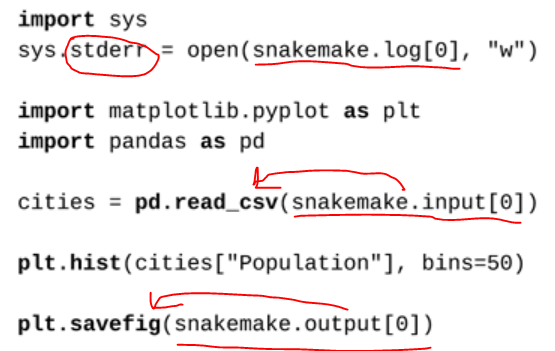 import sys
sys.stderr = open(snakemake.log[0], "w")
import matplotlib.pyplot as plt
import pandas as pd
cities = pd.read_csv(snakemake.input[0])
plt.hist(cities["Population"], bins=50)
plt.savefig(snakemake.output[0])